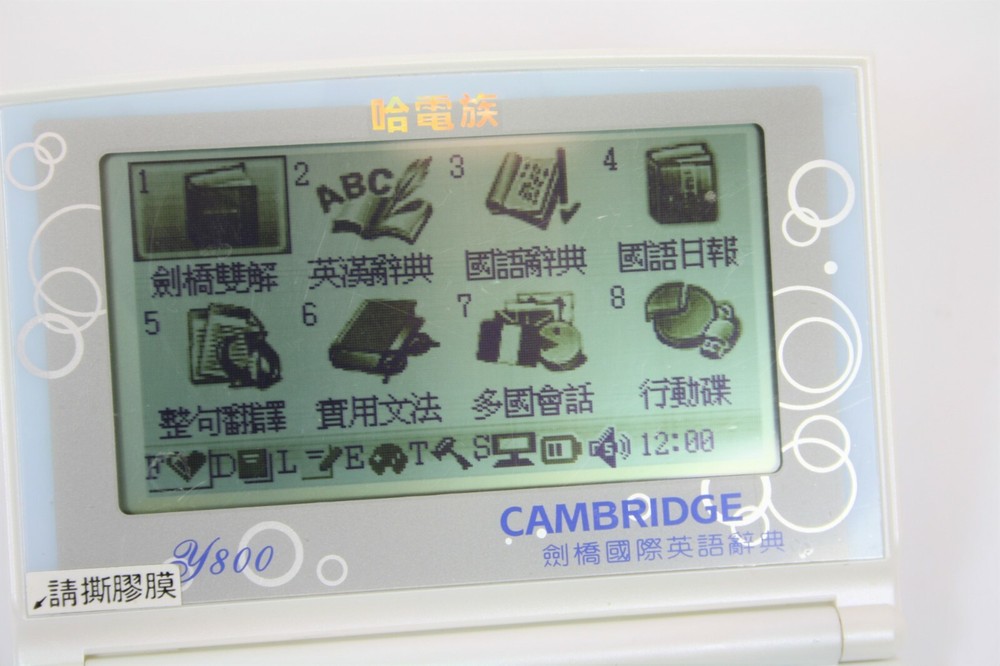 哈電族
1 2 ABC 3 4
劍橋雙解 英漢辭典 國語辭典 國語日報
5 6 7 8
整句翻譯 實用文法 多國會話 行動碟
F D L E T S 5 12:00
CAMBRIDGE
劍橋國際英語辭典
y800
請撕膠膜